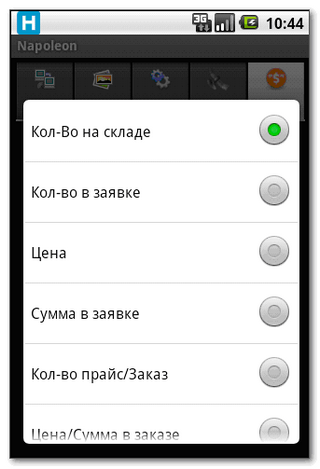 H 3G 10:44
Napoleon
Кол-Во на складе
Кол-во в заявке
Цена
Сумма в заявке
Кол-во прайс/Заказ
Цена/Сумма в заказе